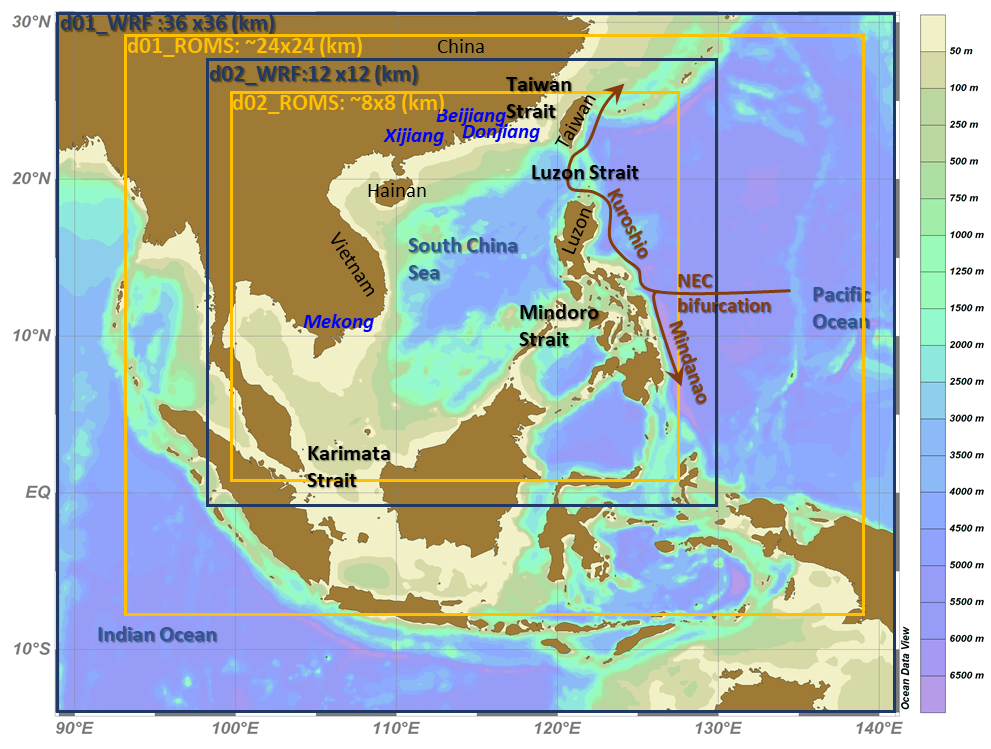 30°N
d01_WRF :36 x36 (km)
d01_ROMS: ~24x24 (km)
China
d02_WRF:12 x12 (km)
Taiwan
Strait
d02_ROMS: ~8x8 (km)
Beijiang
Xijiang
Donjiang
Taiwan
20°N
Luzon Strait
Hainan
Kuroshio
Luzon
Vietnam
South China
Sea
NEC
bifurcation
Pacific
Ocean
Mekong
Mindoro
Strait
10°N
Mindanao
Karimata
Strait
EQ
Indian Ocean
10°S
90°E
100°E
110°E
120°E
130°E
140°E
Ocean Data View
50 m
100 m
250 m
500 m
750 m
1000 m
1250 m
1500 m
2000 m
2500 m
3000 m
3500 m
4000 m
4500 m
5000 m
5500 m
6000 m
6500 m